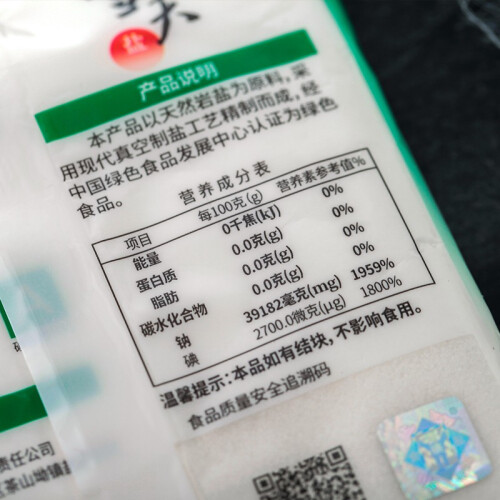 天
盐
产品说明
本产品以天然岩盐为原料，采
用现代真空制盐工艺精制而成，经
中国绿色食品发展中心认证为绿色
食品。
营养成分表
项目 每100克(g) 营养素参考值%
能量 0千焦(kJ) 0%
蛋白质 0.0克(g) 0%
脂肪 0.0克(g) 0%
碳水化合物 0.0克(g) 0%
钠 39182毫克(mg) 1959%
碘 2700.0微克(μg) 1800%
温馨提示：本品如有结块，不影响食用。
食品质量安全追溯码
责任公司
茶山坳镇盐